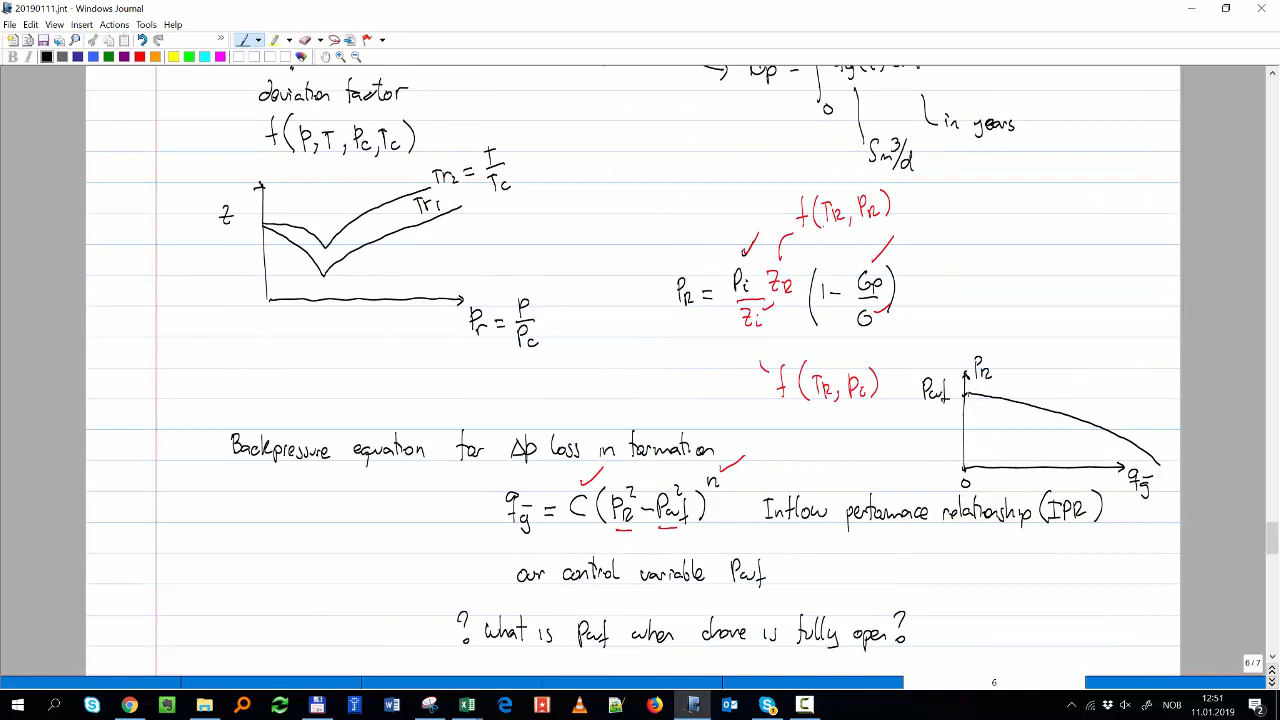 20190111.jnt - Windows Journal
File Edit View Insert Actions Tools Help
B I
deviation factor
f(P, T, Pc, Tc)
in years
Sm³/d
Tr2 = T/Tc
Tr1
Z
Pr = P/Pc
f(TR, PR)
PR = Pi/Zi ZR (1 - Gp/G)
f(TR, Pi)
PR
Pwf
0
qg̅
Backpressure equation for Δp loss in formation
qg̅ = C (PR² - Pwf²)ⁿ Inflow performance relationship (IPR)
our control variable Pwf
? What is Pwf when chove is fully open?
6 / 7
6
NOB
12:51
11.01.2019